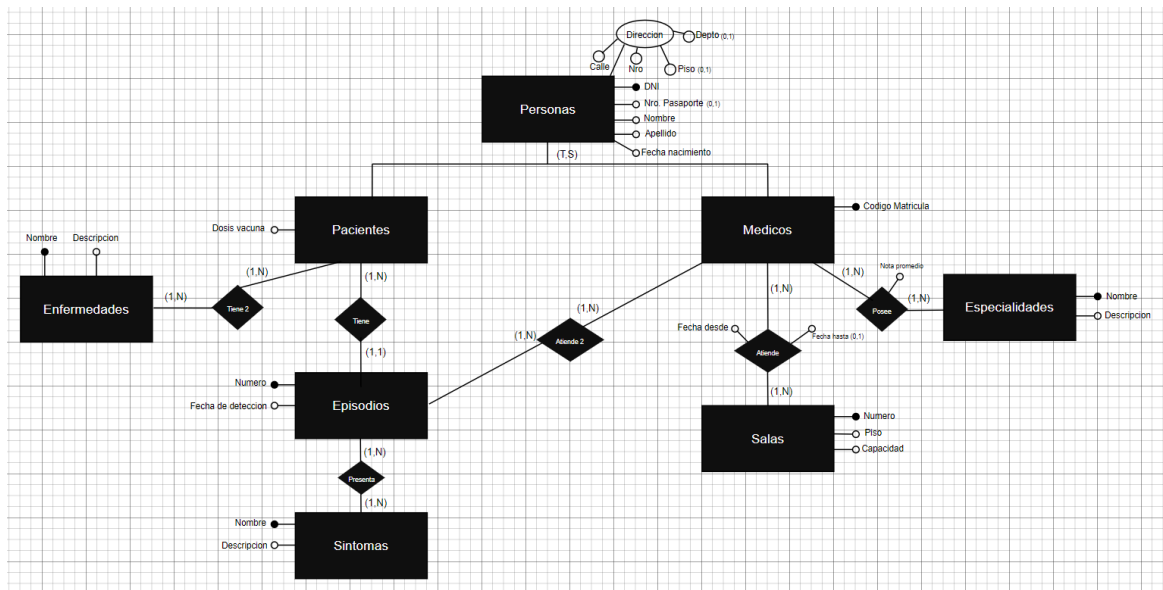 Direccion
Depto (0,1)
Calle
Nro
Piso (0,1)
Personas
DNI
Nro. Pasaporte (0,1)
Nombre
Apellido
Fecha nacimiento
(T,S)
Pacientes
Dosis vacuna
Medicos
Codigo Matricula
Nombre
Descripcion
Enfermedades
(1,N)
Tiene 2
(1,N)
(1,N)
Tiene
(1,1)
(1,N)
Atiende 2
(1,N)
(1,N)
Fecha desde
Fecha hasta (0,1)
Atiende
(1,N)
(1,N)
Nota promedio
Posee
(1,N)
Especialidades
Nombre
Descripcion
Numero
Fecha de deteccion
Episodios
(1,N)
Presenta
(1,N)
Salas
Numero
Piso
Capacidad
Nombre
Descripcion
Sintomas